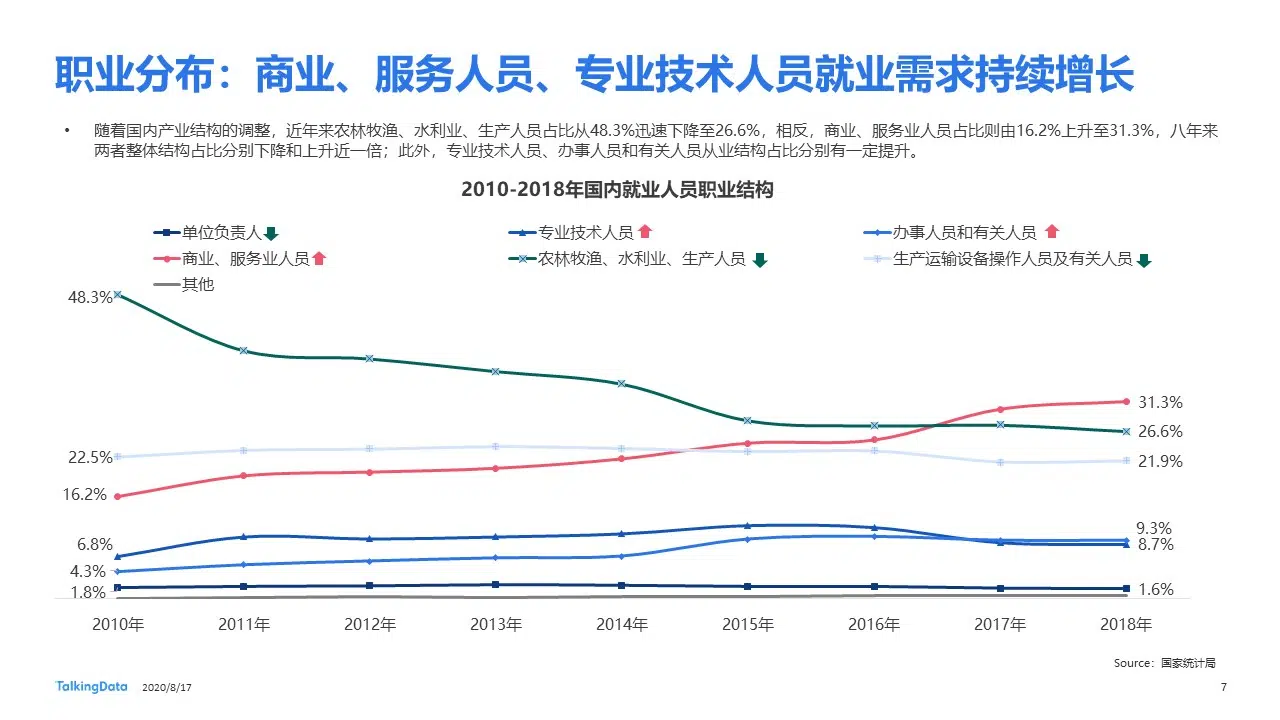 职业分布：商业、服务人员、专业技术人员就业需求持续增长
• 随着国内产业结构的调整，近年来农林牧渔、水利业、生产人员占比从48.3%迅速下降至26.6%，相反，商业、服务业人员占比则由16.2%上升至31.3%，八年来
两者整体结构占比分别下降和上升近一倍；此外，专业技术人员、办事人员和有关人员从业结构占比分别有一定提升。
2010-2018年国内就业人员职业结构
单位负责人 专业技术人员 办事人员和有关人员
商业、服务业人员 农林牧渔、水利业、生产人员 生产运输设备操作人员及有关人员
其他
48.3%
31.3%
26.6%
22.5%
21.9%
16.2%
9.3%
6.8%
8.7%
4.3%
1.8%
1.6%
2010年 2011年 2012年 2013年 2014年 2015年 2016年 2017年 2018年
Source：国家统计局
TalkingData 2020/8/17 7